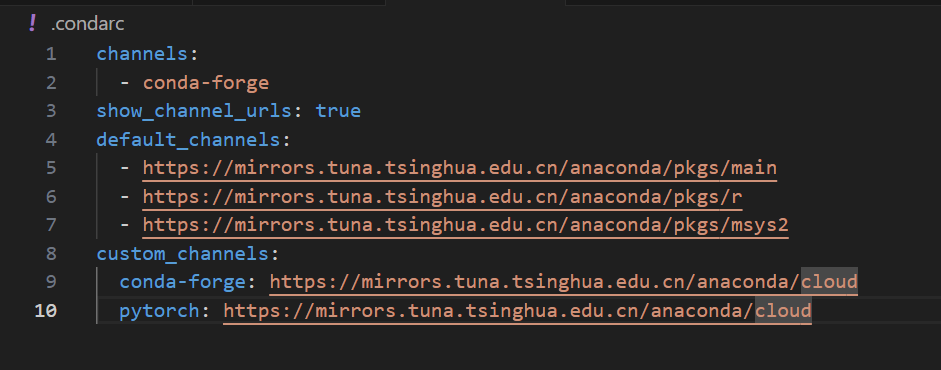 ! .condarc
1 channels:
2 - conda-forge
3 show_channel_urls: true
4 default_channels:
5 - https://mirrors.tuna.tsinghua.edu.cn/anaconda/pkgs/main
6 - https://mirrors.tuna.tsinghua.edu.cn/anaconda/pkgs/r
7 - https://mirrors.tuna.tsinghua.edu.cn/anaconda/pkgs/msys2
8 custom_channels:
9 conda-forge: https://mirrors.tuna.tsinghua.edu.cn/anaconda/cloud
10 pytorch: https://mirrors.tuna.tsinghua.edu.cn/anaconda/cloud